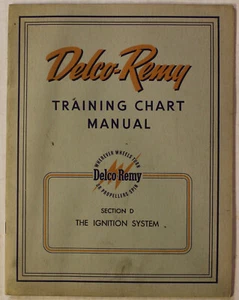 Delco-Remy
TRAINING CHART
MANUAL
WHEREVER WHEELS TURN
Delco Remy
OR PROPELLERS SPIN
SECTION D
THE IGNITION SYSTEM